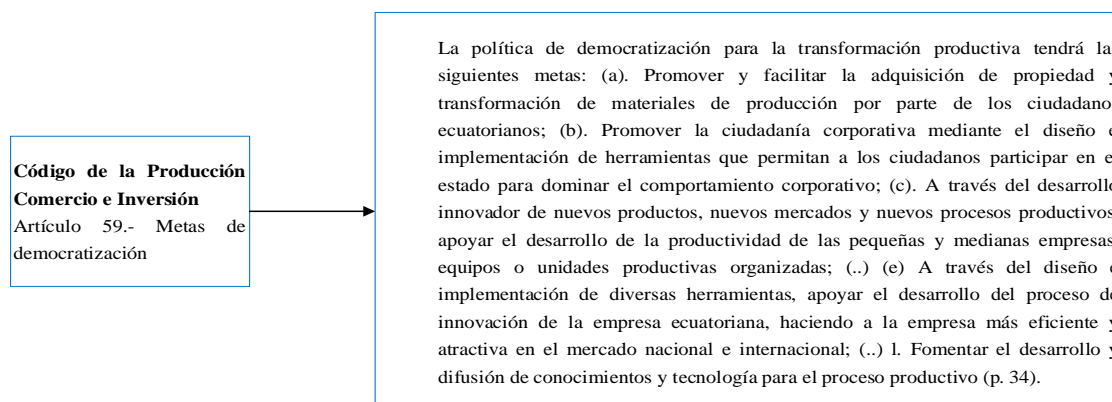 Código de la Producción
Comercio e Inversión
Artículo 59.- Metas de
democratización
La política de democratización para la transformación productiva tendrá la
siguientes metas: (a). Promover y facilitar la adquisición de propiedad y
transformación de materiales de producción por parte de los ciudadano
ecuatorianos; (b). Promover la ciudadanía corporativa mediante el diseño e
implementación de herramientas que permitan a los ciudadanos participar en e
estado para dominar el comportamiento corporativo; (c). A través del desarrollo
innovador de nuevos productos, nuevos mercados y nuevos procesos productivos
apoyar el desarrollo de la productividad de las pequeñas y medianas empresas
equipos o unidades productivas organizadas; (..) (e) A través del diseño e
implementación de diversas herramientas, apoyar el desarrollo del proceso de
innovación de la empresa ecuatoriana, haciendo a la empresa más eficiente y
atractiva en el mercado nacional e internacional; (..) l. Fomentar el desarrollo y
difusión de conocimientos y tecnología para el proceso productivo (p. 34).